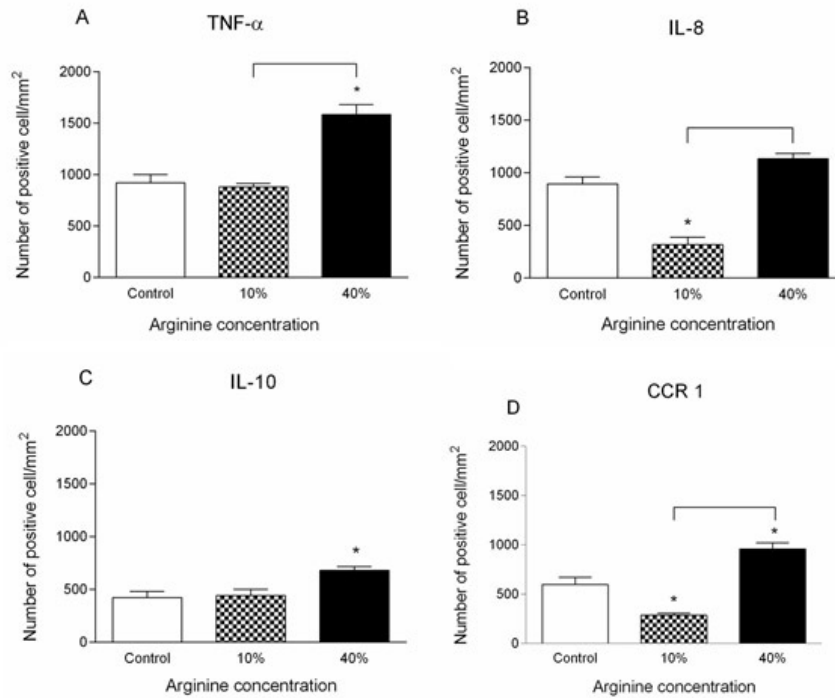 A
TNF-α
Number of positive cell/mm²
2000
1500
1000
500
0
*
Control 10% 40%
Arginine concentration
B
IL-8
Number of positive cell/mm²
2000
1500
1000
500
0
*
Control 10% 40%
Arginine concentration
C
IL-10
Number of positive cell/mm²
2000
1500
1000
500
0
*
Control 10% 40%
Arginine concentration
D
CCR 1
Number of positive cell/mm²
2000
1500
1000
500
0
*
*
Control 10% 40%
Arginine concentration